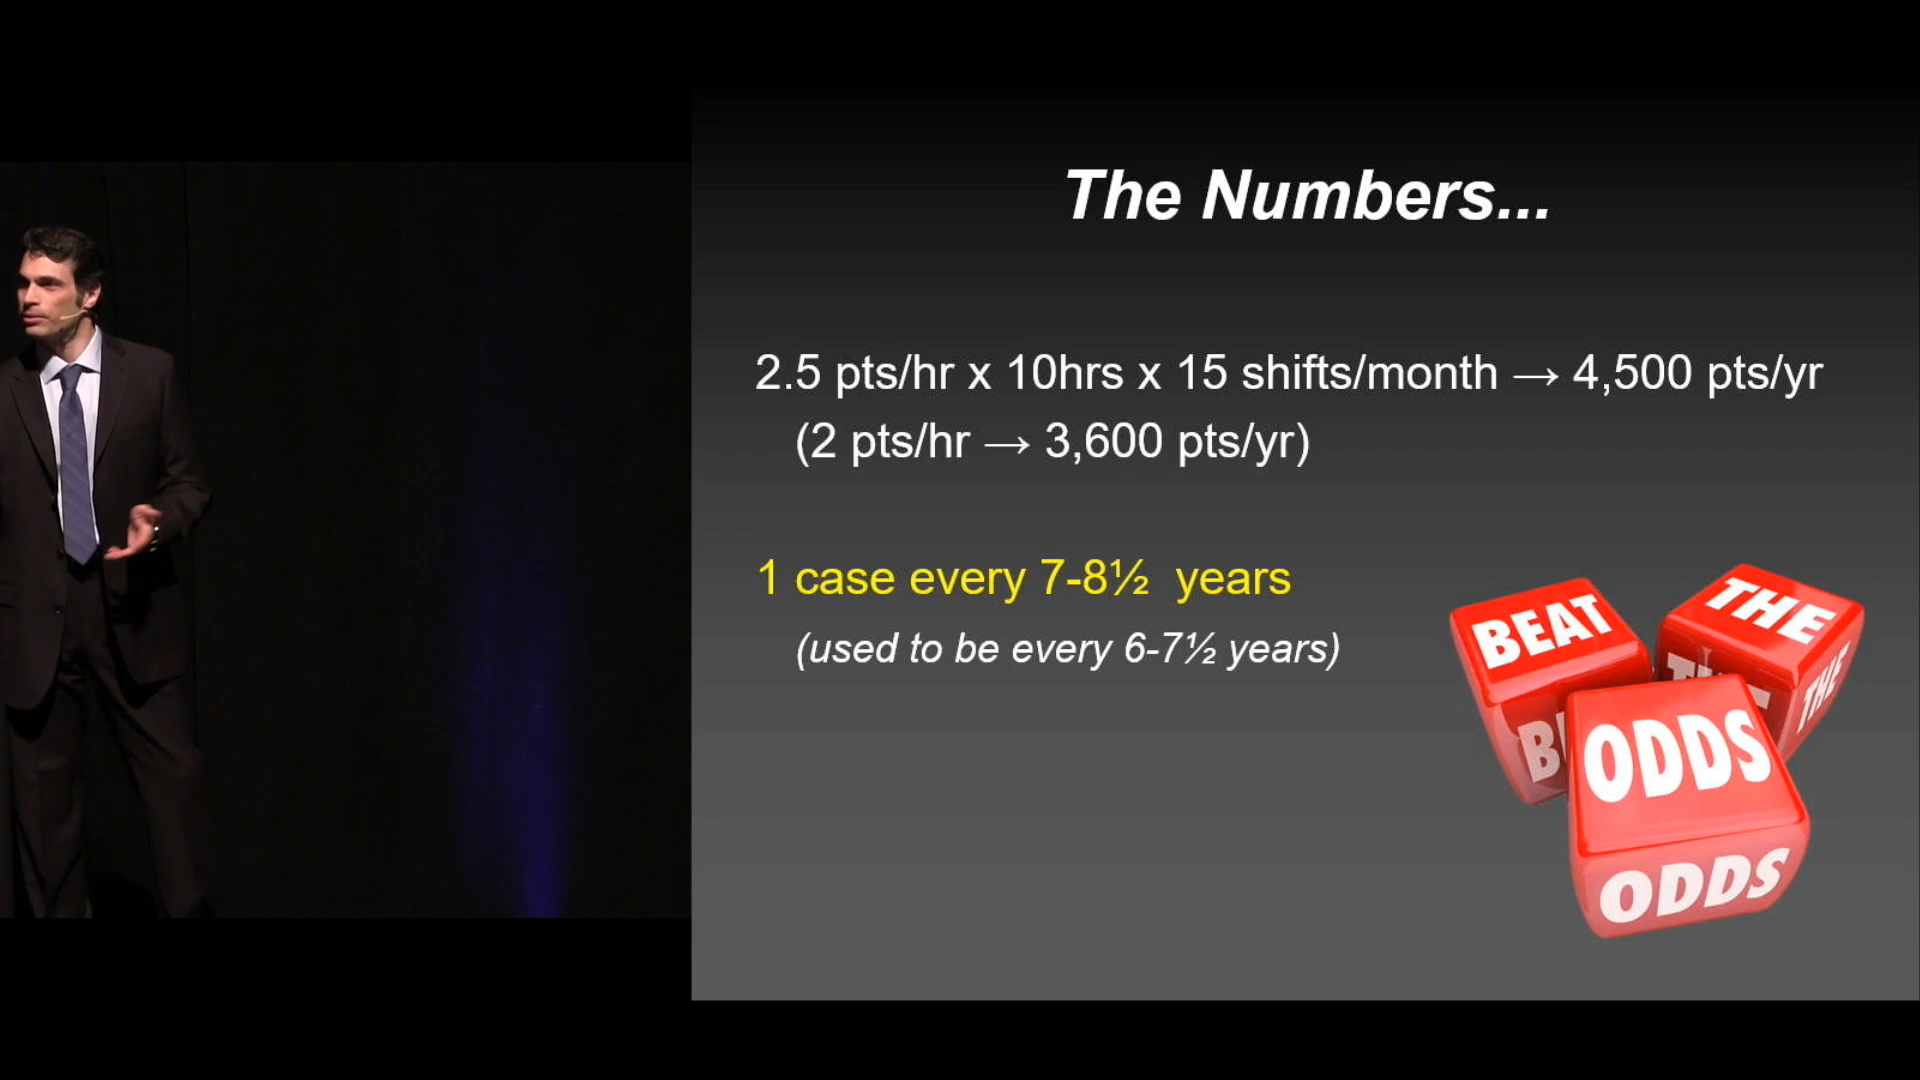 The Numbers...
2.5 pts/hr x 10hrs x 15 shifts/month → 4,500 pts/yr
(2 pts/hr → 3,600 pts/yr)
1 case every 7-8½ years
(used to be every 6-7½ years)
BEAT
THE
THE
ODDS
ODDS